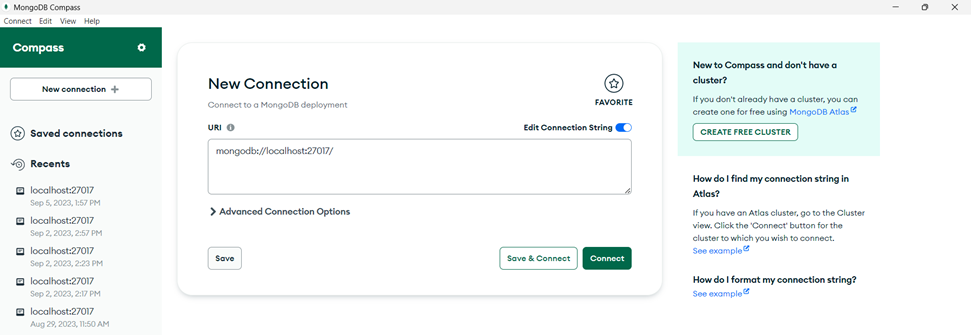 MongoDB Compass
Connect Edit View Help
Compass
New connection +
Saved connections
Recents
localhost:27017
Sep 5, 2023, 1:57 PM
localhost:27017
Sep 2, 2023, 2:57 PM
localhost:27017
Sep 2, 2023, 2:23 PM
localhost:27017
Sep 2, 2023, 2:17 PM
localhost:27017
Aug 29, 2023, 11:50 AM
New Connection
Connect to a MongoDB deployment
FAVORITE
URI
Edit Connection String
mongodb://localhost:27017/
Advanced Connection Options
Save
Save & Connect
Connect
New to Compass and don't have a
cluster?
If you don't already have a cluster, you can
create one for free using MongoDB Atlas
CREATE FREE CLUSTER
How do I find my connection string in
Atlas?
If you have an Atlas cluster, go to the Cluster
view. Click the 'Connect' button for the
cluster to which you wish to connect.
See example
How do I format my connection string?
See example